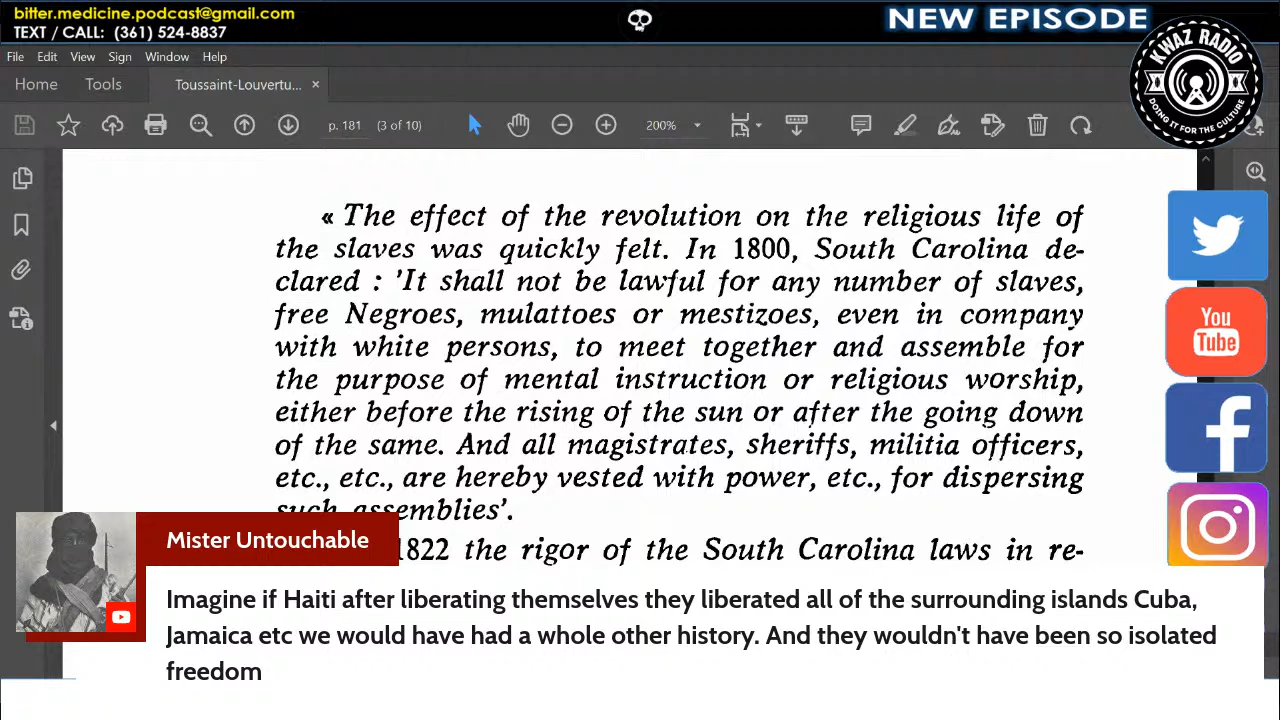 bitter.medicine.podcast@gmail.com
TEXT / CALL: (361) 524-8837
NEW EPISODE
KWAZ RADIO
DOING IT FOR THE CULTURE
File Edit View Sign Window Help
Home Tools Toussaint-Louvertu... ×
p. 181 (3 of 10) 200%
« The effect of the revolution on the religious life of
the slaves was quickly felt. In 1800, South Carolina de-
clared : 'It shall not be lawful for any number of slaves,
free Negroes, mulattoes or mestizoes, even in company
with white persons, to meet together and assemble for
the purpose of mental instruction or religious worship,
either before the rising of the sun or after the going down
of the same. And all magistrates, sheriffs, militia officers,
etc., etc., are hereby vested with power, etc., for dispersing
such assemblies'.
1822 the rigor of the South Carolina laws in re-
You
Tube
Mister Untouchable
Imagine if Haiti after liberating themselves they liberated all of the surrounding islands Cuba,
Jamaica etc we would have had a whole other history. And they wouldn't have been so isolated
freedom